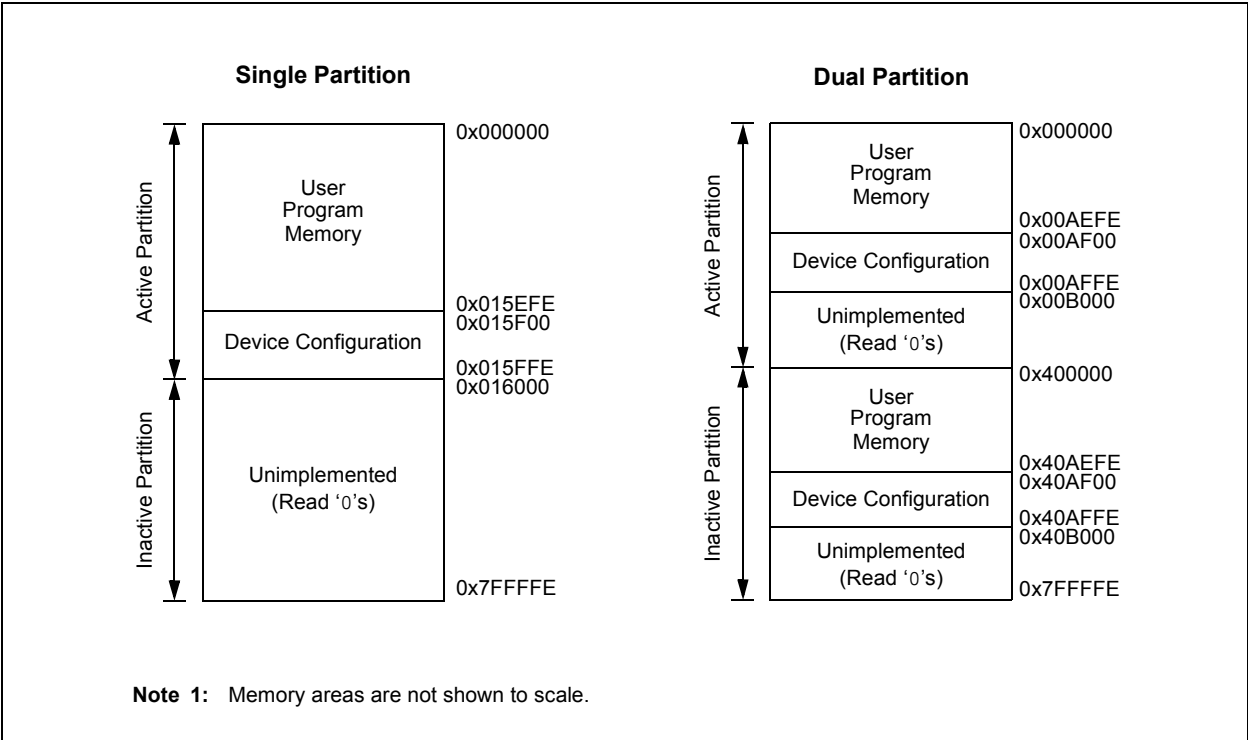 Single Partition
Active Partition
User
Program
Memory
0x000000
0x015EFE
0x015F00
Device Configuration
0x015FFE
0x016000
Inactive Partition
Unimplemented
(Read ‘0’s)
0x7FFFFE
Dual Partition
Active Partition
0x000000
User
Program
Memory
0x00AEFE
0x00AF00
Device Configuration
0x00AFFE
0x00B000
Unimplemented
(Read ‘0’s)
Inactive Partition
0x400000
User
Program
Memory
0x40AEFE
0x40AF00
Device Configuration
0x40AFFE
0x40B000
Unimplemented
(Read ‘0’s)
0x7FFFFE
Note 1: Memory areas are not shown to scale.